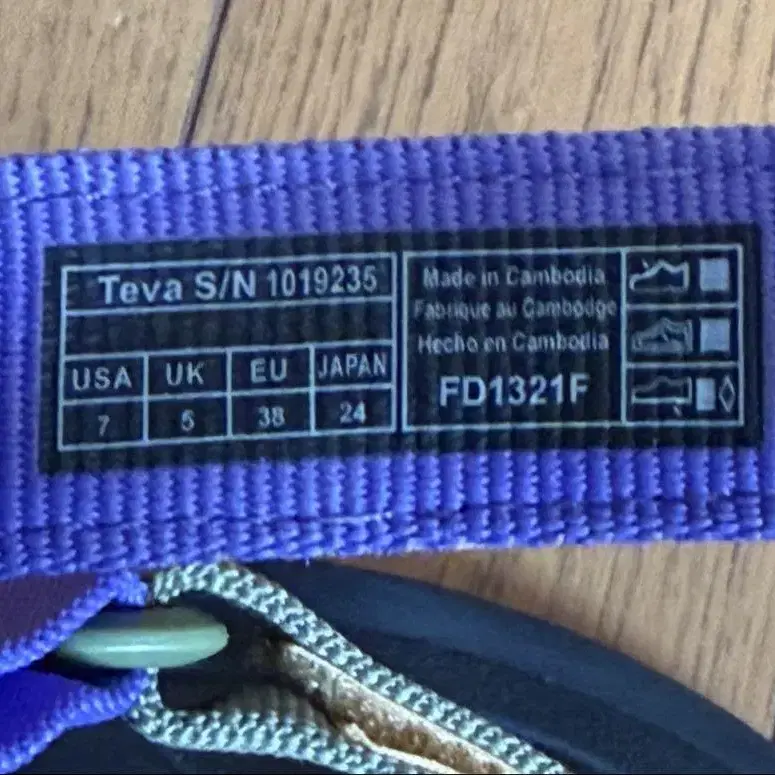 Teva S/N 1019235
USA UK EU JAPAN
7 5 38 24
Made in Cambodia
Fabrique au Cambodge
Hecho en Cambodia
FD1321F